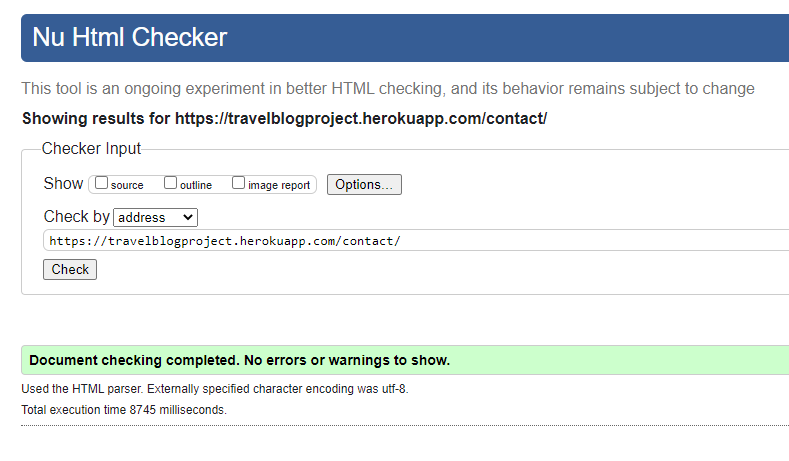 Nu Html Checker
This tool is an ongoing experiment in better HTML checking, and its behavior remains subject to change
Showing results for https://travelblogproject.herokuapp.com/contact/
Checker Input
Show source outline image report Options...
Check by address
https://travelblogproject.herokuapp.com/contact/
Check
Document checking completed. No errors or warnings to show.
Used the HTML parser. Externally specified character encoding was utf-8.
Total execution time 8745 milliseconds.